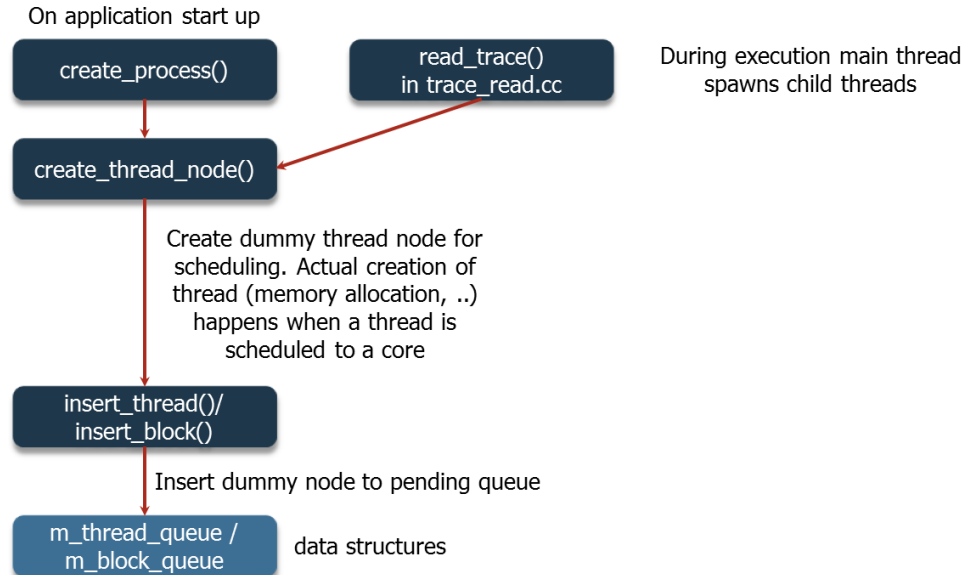 On application start up
create_process()
read_trace()
in trace_read.cc
During execution main thread
spawns child threads
create_thread_node()
Create dummy thread node for
scheduling. Actual creation of
thread (memory allocation, ..)
happens when a thread is
scheduled to a core
insert_thread()/
insert_block()
Insert dummy node to pending queue
m_thread_queue /
m_block_queue
data structures